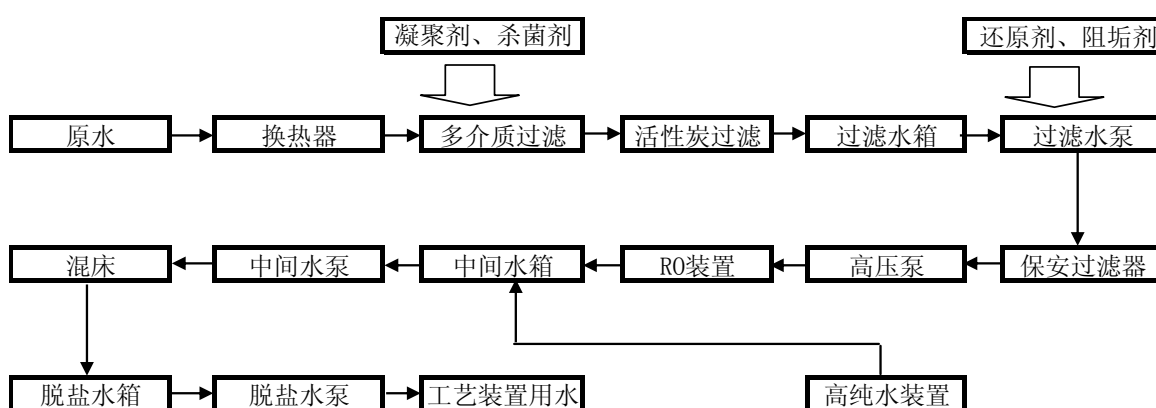 凝聚剂、杀菌剂
还原剂、阻垢剂
原水
换热器
多介质过滤
活性炭过滤
过滤水箱
过滤水泵
混床
中间水泵
中间水箱
RO装置
高压泵
保安过滤器
脱盐水箱
脱盐水泵
工艺装置用水
高纯水装置